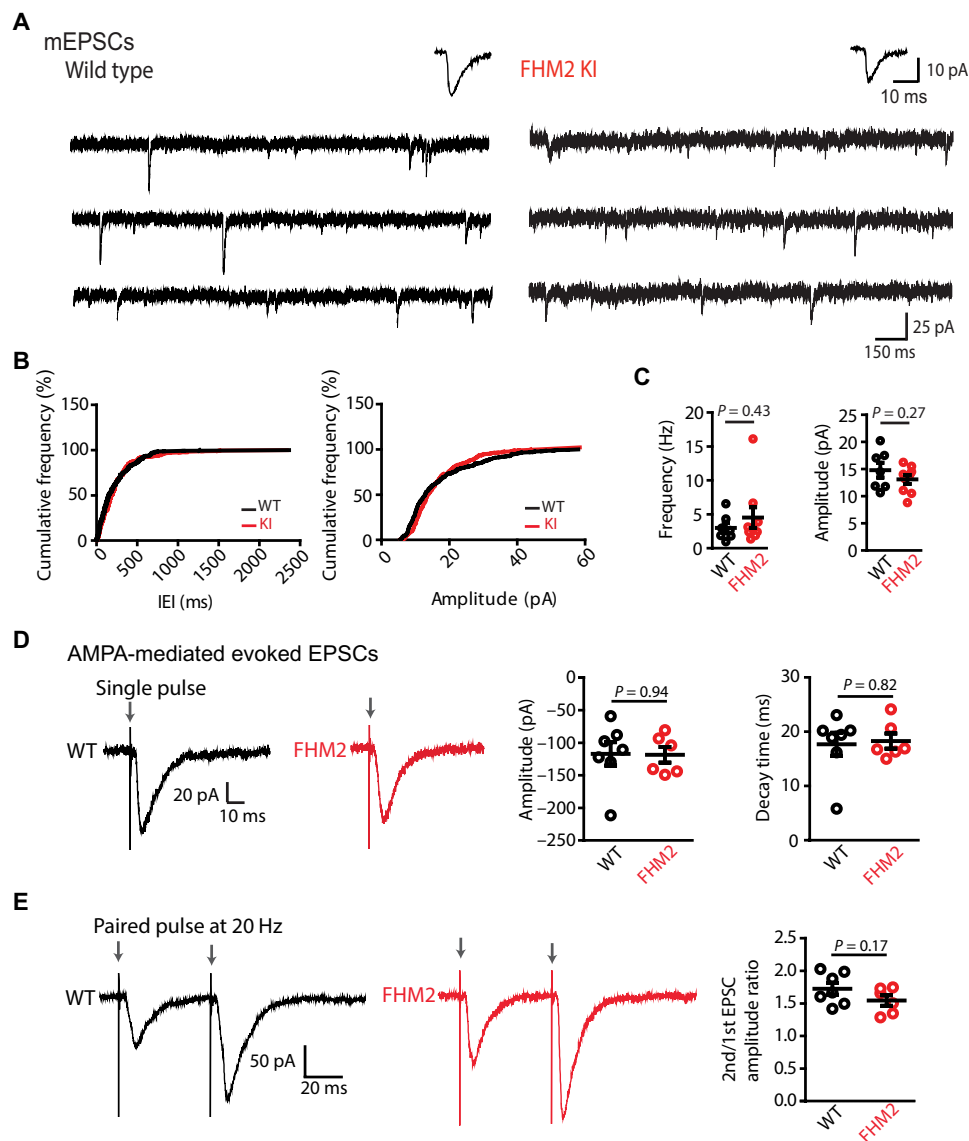 A
mEPSCs
Wild type
FHM2 KI
10 pA
10 ms
25 pA
150 ms
B
Cumulative frequency (%)
150
100
50
0
0
500
1000
1500
2000
2500
IEI (ms)
WT
KI
Cumulative frequency (%)
150
100
50
0
0
20
40
60
Amplitude (pA)
WT
KI
C
Frequency (Hz)
20
15
10
5
0
P = 0.43
WT
FHM2
Amplitude (pA)
25
20
15
10
5
0
P = 0.27
WT
FHM2
D
AMPA-mediated evoked EPSCs
Single pulse
WT
20 pA
10 ms
FHM2
Amplitude (pA)
0
−50
−100
−150
−200
−250
P = 0.94
WT
FHM2
Decay time (ms)
30
20
10
0
P = 0.82
WT
FHM2
E
Paired pulse at 20 Hz
WT
50 pA
20 ms
FHM2
2nd/1st EPSC
amplitude ratio
2.5
2.0
1.5
1.0
0.5
0.0
P = 0.17
WT
FHM2